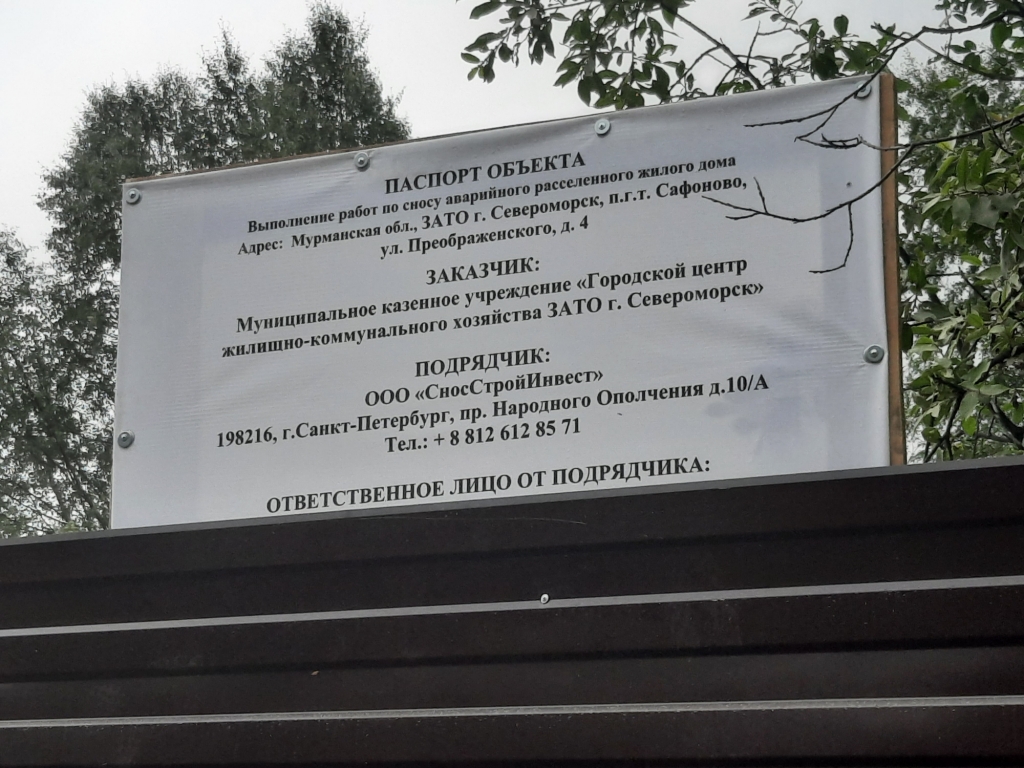 ПАСПОРТ ОБЪЕКТА
Выполнение работ по сносу аварийного расселенного жилого дома
Адрес: Мурманская обл., ЗАТО г. Североморск, п.г.т. Сафоново,
ул. Преображенского, д. 4
ЗАКАЗЧИК:
Муниципальное казенное учреждение «Городской центр
жилищно-коммунального хозяйства ЗАТО г. Североморск»
ПОДРЯДЧИК:
ООО «СносСтройИнвест»
198216, г.Санкт-Петербург, пр. Народного Ополчения д.10/А
Тел.: + 8 812 612 85 71
ОТВЕТСТВЕННОЕ ЛИЦО ОТ ПОДРЯДЧИКА: